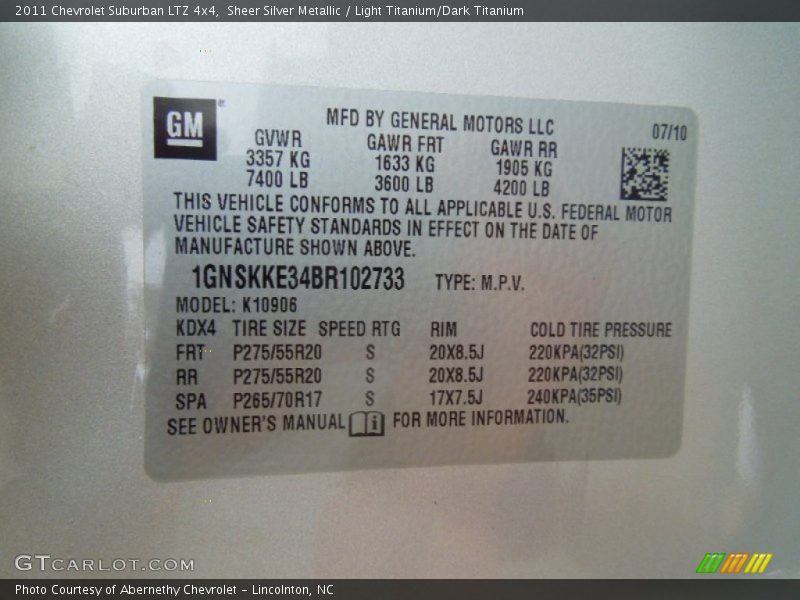 2011 Chevrolet Suburban LTZ 4x4, Sheer Silver Metallic / Light Titanium/Dark Titanium
GM
MFD BY GENERAL MOTORS LLC 07/10
GVWR GAWR FRT GAWR RR
3357 KG 1633 KG 1905 KG
7400 LB 3600 LB 4200 LB
THIS VEHICLE CONFORMS TO ALL APPLICABLE U.S. FEDERAL MOTOR
VEHICLE SAFETY STANDARDS IN EFFECT ON THE DATE OF
MANUFACTURE SHOWN ABOVE.
1GNSKKE34BR102733 TYPE: M.P.V.
MODEL: K10906
KDX4 TIRE SIZE SPEED RTG RIM COLD TIRE PRESSURE
FRT P275/55R20 S 20X8.5J 220KPA(32PSI)
RR P275/55R20 S 20X8.5J 220KPA(32PSI)
SPA P265/70R17 S 17X7.5J 240KPA(35PSI)
SEE OWNER'S MANUAL FOR MORE INFORMATION.
GTCARLOT.COM
Photo Courtesy of Abernethy Chevrolet – Lincolnton, NC